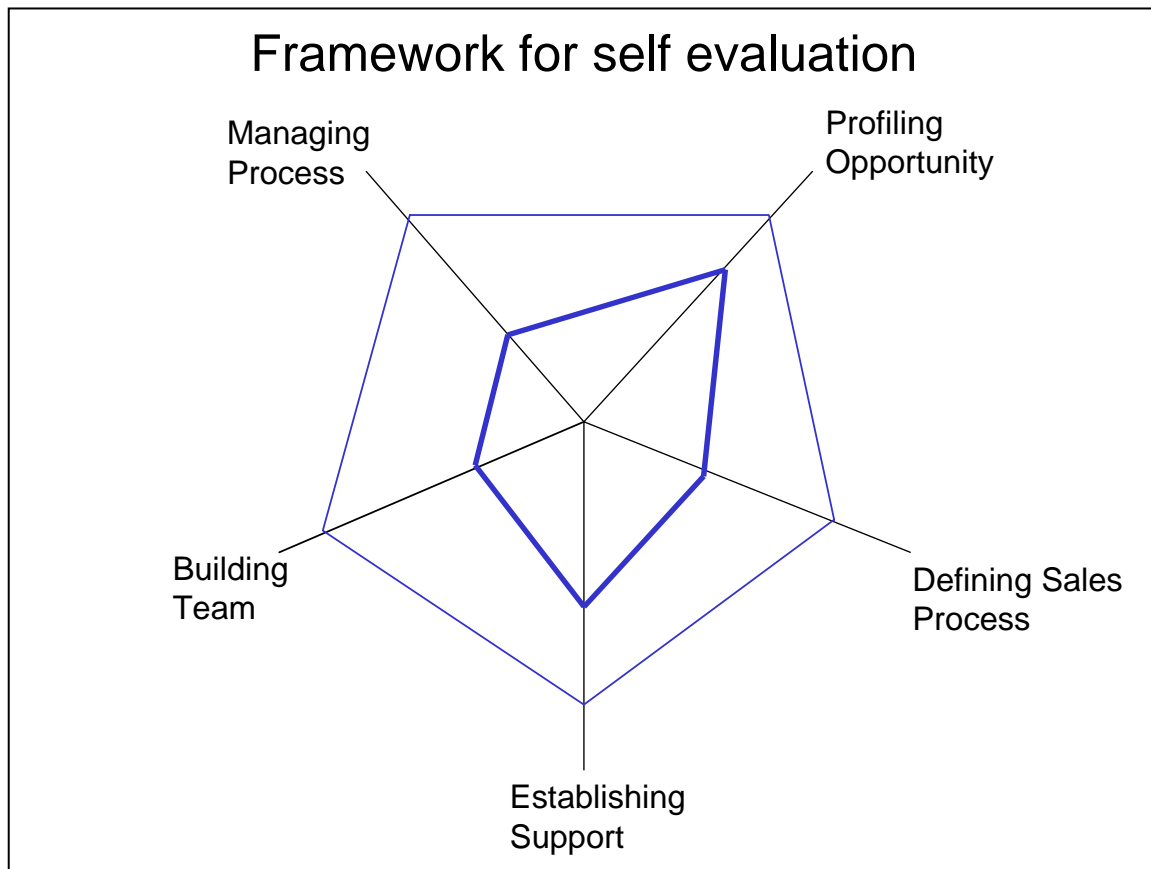 Framework for self evaluation
Managing
Process
Profiling
Opportunity
Building
Team
Defining Sales
Process
Establishing
Support